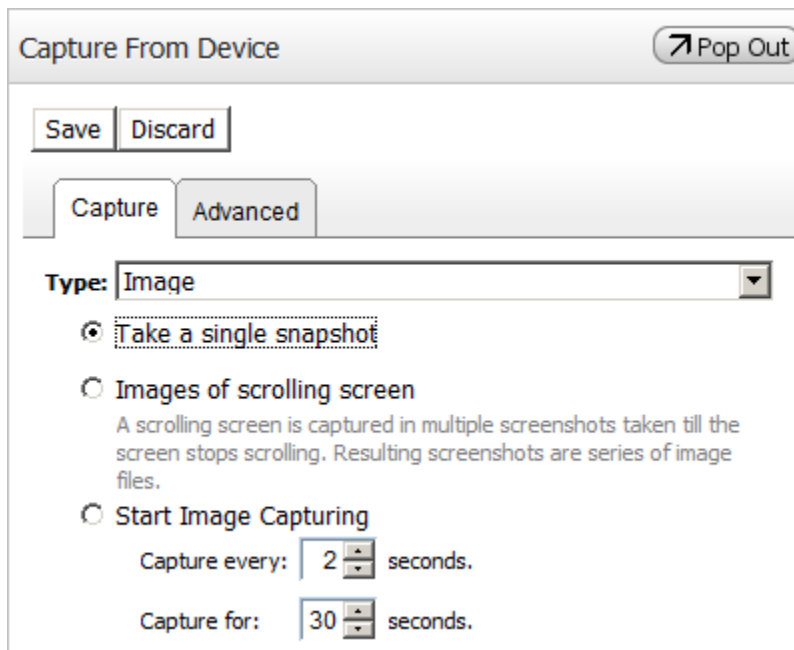 Capture From Device
Pop Out
Save
Discard
Capture
Advanced
Type: Image
Take a single snapshot
Images of scrolling screen
A scrolling screen is captured in multiple screenshots taken till the
screen stops scrolling. Resulting screenshots are series of image
files.
Start Image Capturing
Capture every: 2 seconds.
Capture for: 30 seconds.